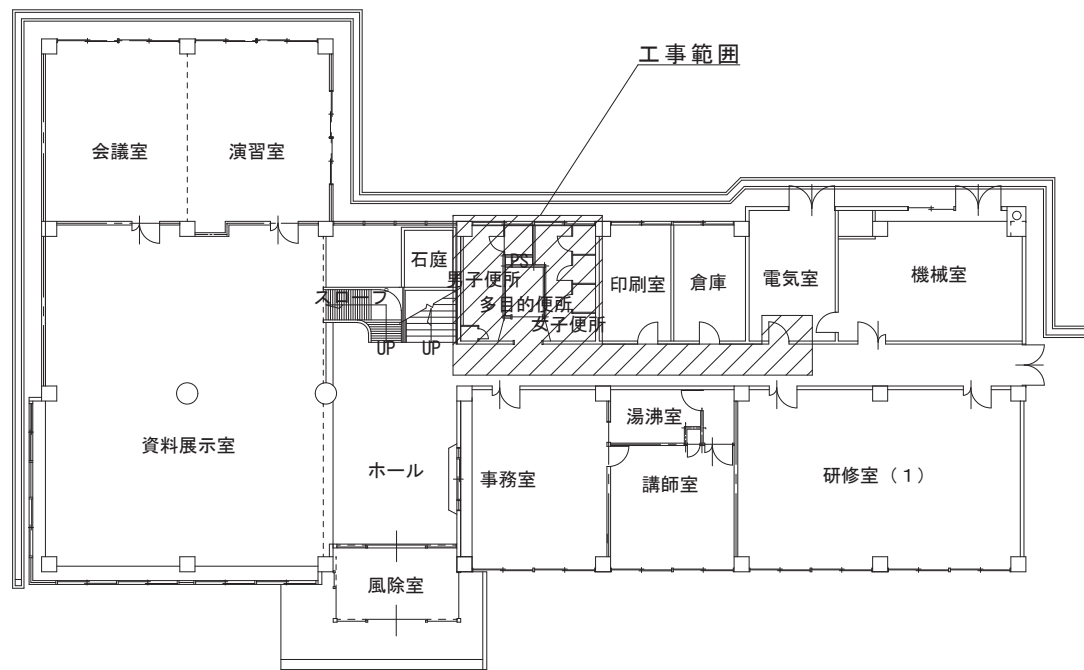 工事範囲
会議室
演習室
石庭
PS
男子便所
印刷室
倉庫
電気室
機械室
スロープ
多目的便所
女子便所
UP
UP
資料展示室
湯沸室
ホール
事務室
講師室
研修室（1）
風除室